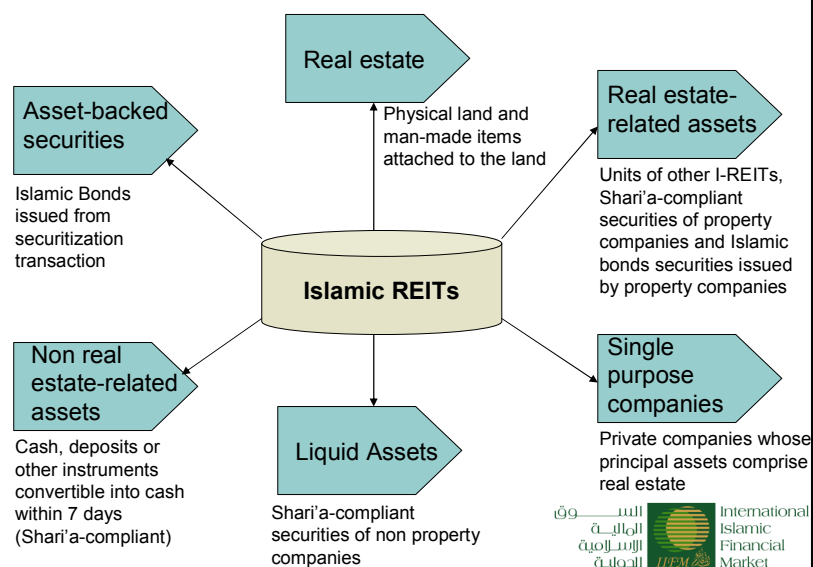 Real estate
Physical land and
man-made items
attached to the land
Asset-backed
securities
Islamic Bonds
issued from
securitization
transaction
Real estate-
related assets
Units of other I-REITs,
Shari'a-compliant
securities of property
companies and Islamic
bonds securities issued
by property companies
Islamic REITs
Non real
estate-related
assets
Cash, deposits or
other instruments
convertible into cash
within 7 days
(Shari'a-compliant)
Liquid Assets
Shari'a-compliant
securities of non property
companies
Single
purpose
companies
Private companies whose
principal assets comprise
real estate
السوق
المالية
الإسلامية
الدولية
IIFM
International
Islamic
Financial
Market